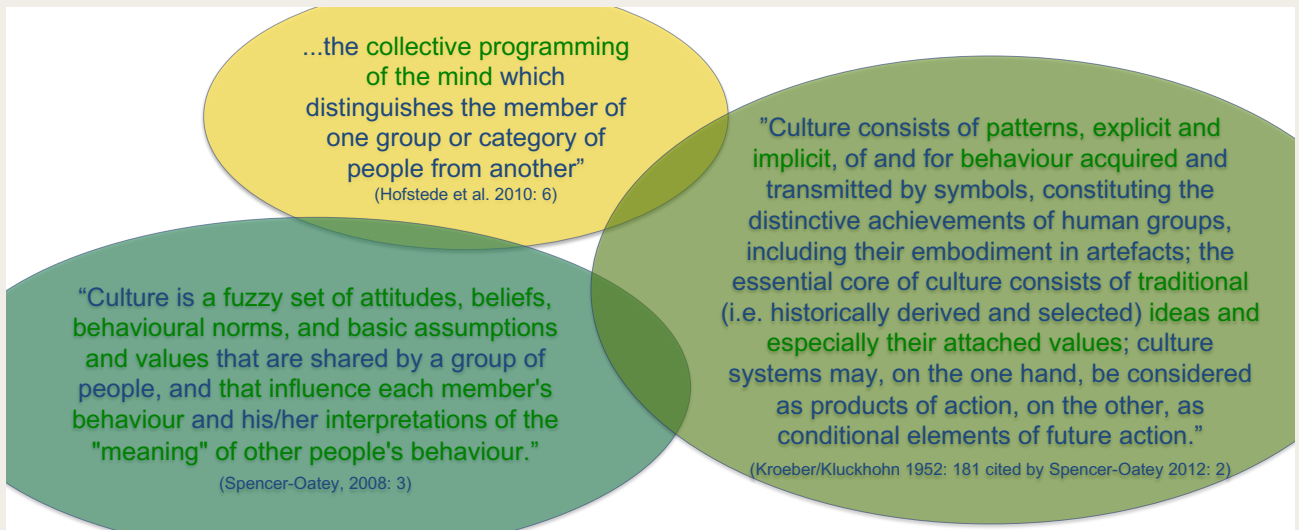 ...the collective programming
of the mind which
distinguishes the member of
one group or category of
people from another”
(Hofstede et al. 2010: 6)
“Culture is a fuzzy set of attitudes, beliefs,
behavioural norms, and basic assumptions
and values that are shared by a group of
people, and that influence each member's
behaviour and his/her interpretations of the
"meaning" of other people's behaviour.”
(Spencer-Oatey, 2008: 3)
”Culture consists of patterns, explicit and
implicit, of and for behaviour acquired and
transmitted by symbols, constituting the
distinctive achievements of human groups,
including their embodiment in artefacts; the
essential core of culture consists of traditional
(i.e. historically derived and selected) ideas and
especially their attached values; culture
systems may, on the one hand, be considered
as products of action, on the other, as
conditional elements of future action.”
(Kroeber/Kluckhohn 1952: 181 cited by Spencer-Oatey 2012: 2)